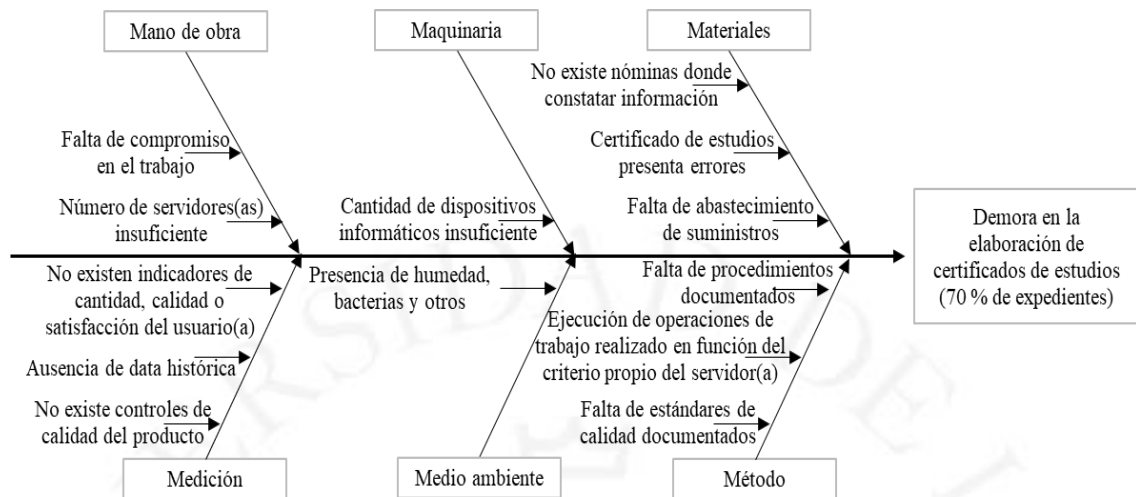 Mano de obra
Maquinaria
Materiales
No existe nóminas donde
constatar información
Falta de compromiso
en el trabajo
Certificado de estudios
presenta errores
Número de servidores(as)
insuficiente
Cantidad de dispositivos
informáticos insuficiente
Falta de abastecimiento
de suministros
Demora en la
elaboración de
certificados de estudios
(70 % de expedientes)
No existen indicadores de
cantidad, calidad o
satisfacción del usuario(a)
Presencia de humedad,
bacterias y otros
Falta de procedimientos
documentados
Ausencia de data histórica
Ejecución de operaciones de
trabajo realizado en función del
criterio propio del servidor(a)
No existe controles de
calidad del producto
Falta de estándares de
calidad documentados
Medición
Medio ambiente
Método